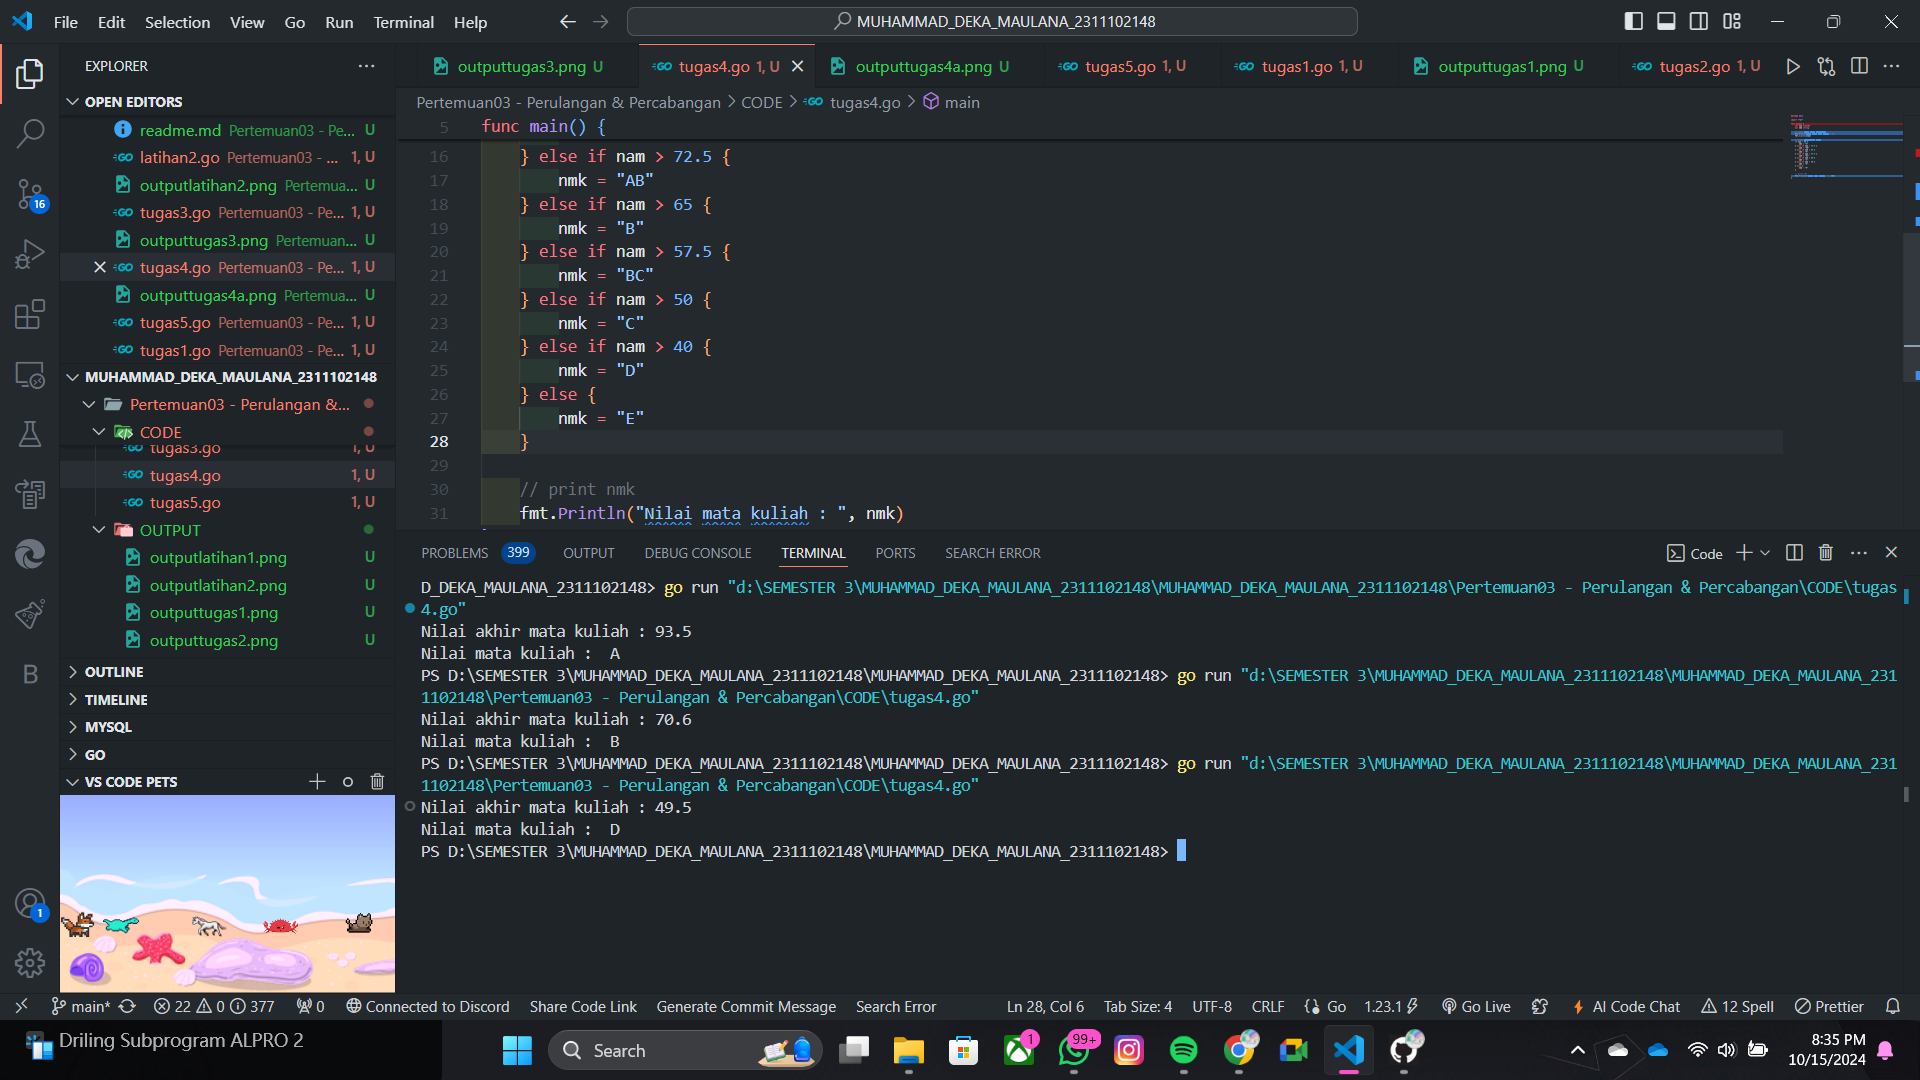 File Edit Selection View Go Run Terminal Help
MUHAMMAD_DEKA_MAULANA_2311102148
EXPLORER
OPEN EDITORS
readme.md Pertemuan03 - Pe... U
latihan2.go Pertemuan03 - ... 1, U
outputlatihan2.png Pertemua... U
tugas3.go Pertemuan03 - Pe... 1, U
outputtugas3.png Pertemuan... U
tugas4.go Pertemuan03 - Pe... 1, U
outputtugas4a.png Pertemua... U
tugas5.go Pertemuan03 - Pe... 1, U
tugas1.go Pertemuan03 - Pe... 1, U
MUHAMMAD_DEKA_MAULANA_2311102148
Pertemuan03 - Perulangan &...
CODE
tugas3.go 1, U
tugas4.go 1, U
tugas5.go 1, U
OUTPUT
outputlatihan1.png U
outputlatihan2.png U
outputtugas1.png U
outputtugas2.png U
OUTLINE
TIMELINE
MYSQL
GO
VS CODE PETS
16
B
1
outputtugas3.png U tugas4.go 1, U outputtugas4a.png U tugas5.go 1, U tugas1.go 1, U outputtugas1.png U tugas2.go 1, U
Pertemuan03 - Perulangan & Percabangan > CODE > tugas4.go > main
5 func main() {
16 } else if nam > 72.5 {
17 nmk = "AB"
18 } else if nam > 65 {
19 nmk = "B"
20 } else if nam > 57.5 {
21 nmk = "BC"
22 } else if nam > 50 {
23 nmk = "C"
24 } else if nam > 40 {
25 nmk = "D"
26 } else {
27 nmk = "E"
28 }
29
30 // print nmk
31 fmt.Println("Nilai mata kuliah : ", nmk)
PROBLEMS 399 OUTPUT DEBUG CONSOLE TERMINAL PORTS SEARCH ERROR Code
D_DEKA_MAULANA_2311102148> go run "d:\SEMESTER 3\MUHAMMAD_DEKA_MAULANA_2311102148\MUHAMMAD_DEKA_MAULANA_2311102148\Pertemuan03 - Perulangan & Percabangan\CODE\tugas
4.go"
Nilai akhir mata kuliah : 93.5
Nilai mata kuliah :  A
PS D:\SEMESTER 3\MUHAMMAD_DEKA_MAULANA_2311102148\MUHAMMAD_DEKA_MAULANA_2311102148> go run "d:\SEMESTER 3\MUHAMMAD_DEKA_MAULANA_2311102148\MUHAMMAD_DEKA_MAULANA_231
1102148\Pertemuan03 - Perulangan & Percabangan\CODE\tugas4.go"
Nilai akhir mata kuliah : 70.6
Nilai mata kuliah :  B
PS D:\SEMESTER 3\MUHAMMAD_DEKA_MAULANA_2311102148\MUHAMMAD_DEKA_MAULANA_2311102148> go run "d:\SEMESTER 3\MUHAMMAD_DEKA_MAULANA_2311102148\MUHAMMAD_DEKA_MAULANA_231
1102148\Pertemuan03 - Perulangan & Percabangan\CODE\tugas4.go"
Nilai akhir mata kuliah : 49.5
Nilai mata kuliah :  D
PS D:\SEMESTER 3\MUHAMMAD_DEKA_MAULANA_2311102148\MUHAMMAD_DEKA_MAULANA_2311102148>
main* 22 0 377 0 Connected to Discord Share Code Link Generate Commit Message Search Error Ln 28, Col 6 Tab Size: 4 UTF-8 CRLF Go 1.23.1 Go Live AI Code Chat 12 Spell Prettier
Driling Subprogram ALPRO 2
Search
1
99+
8:35 PM
10/15/2024